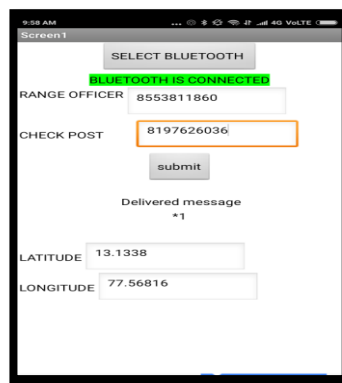 9:58 AM ... 4G VoLTE
Screen1
SELECT BLUETOOTH
BLUETOOTH IS CONNECTED
RANGE OFFICER 8553811860
CHECK POST 8197626036
submit
Delivered message
*1
LATITUDE 13.1338
LONGITUDE 77.56816